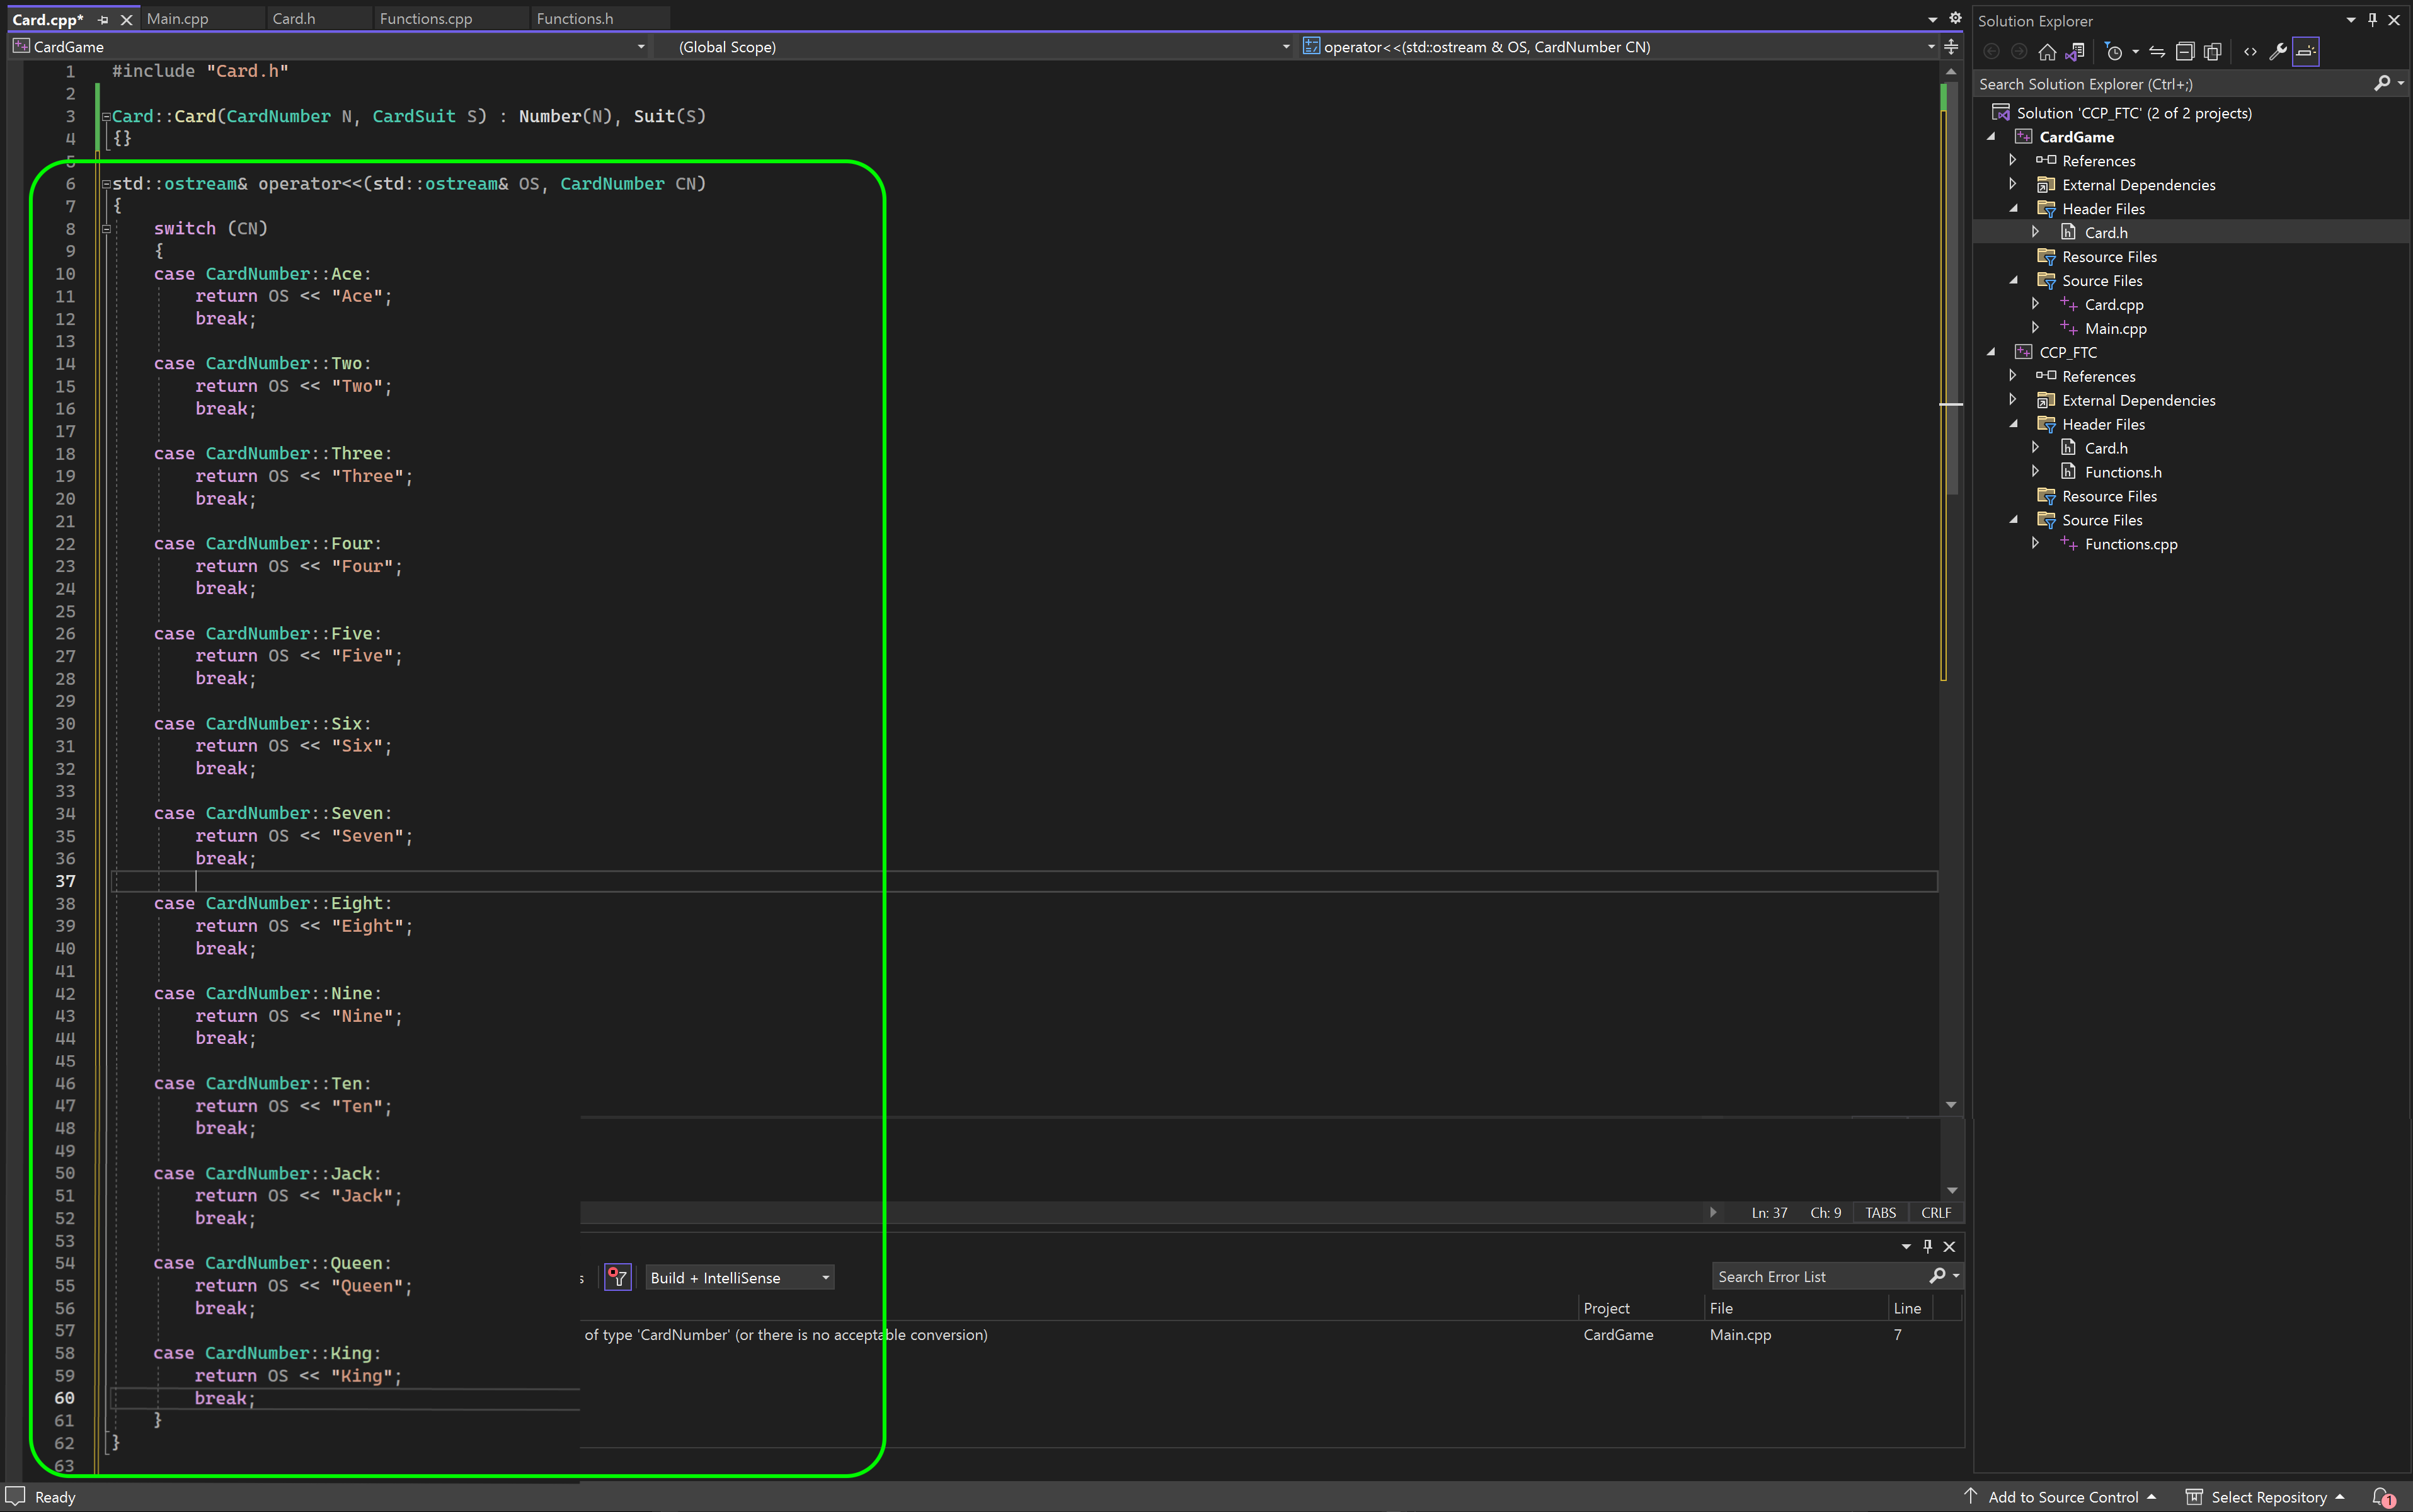 Card.cpp*
Main.cpp
Card.h
Functions.cpp
Functions.h
CardGame
(Global Scope)
operator<<(std::ostream & OS, CardNumber CN)
1 #include "Card.h"
2
3 Card::Card(CardNumber N, CardSuit S) : Number(N), Suit(S)
4 {}
5
6 std::ostream& operator<<(std::ostream& OS, CardNumber CN)
7 {
8 switch (CN)
9 {
10 case CardNumber::Ace:
11 return OS << "Ace";
12 break;
13
14 case CardNumber::Two:
15 return OS << "Two";
16 break;
17
18 case CardNumber::Three:
19 return OS << "Three";
20 break;
21
22 case CardNumber::Four:
23 return OS << "Four";
24 break;
25
26 case CardNumber::Five:
27 return OS << "Five";
28 break;
29
30 case CardNumber::Six:
31 return OS << "Six";
32 break;
33
34 case CardNumber::Seven:
35 return OS << "Seven";
36 break;
37
38 case CardNumber::Eight:
39 return OS << "Eight";
40 break;
41
42 case CardNumber::Nine:
43 return OS << "Nine";
44 break;
45
46 case CardNumber::Ten:
47 return OS << "Ten";
48 break;
49
50 case CardNumber::Jack:
51 return OS << "Jack";
52 break;
53
54 case CardNumber::Queen:
55 return OS << "Queen";
56 break;
57
58 case CardNumber::King:
59 return OS << "King";
60 break;
61 }
62 }
63
Ln: 37 Ch: 9 TABS CRLF
s
Build + IntelliSense
Search Error List
Project File Line
of type 'CardNumber' (or there is no acceptable conversion) CardGame Main.cpp 7
Solution Explorer
Search Solution Explorer (Ctrl+;)
Solution 'CCP_FTC' (2 of 2 projects)
CardGame
References
External Dependencies
Header Files
Card.h
Resource Files
Source Files
Card.cpp
Main.cpp
CCP_FTC
References
External Dependencies
Header Files
Card.h
Functions.h
Resource Files
Source Files
Functions.cpp
Ready
Add to Source Control
Select Repository
1